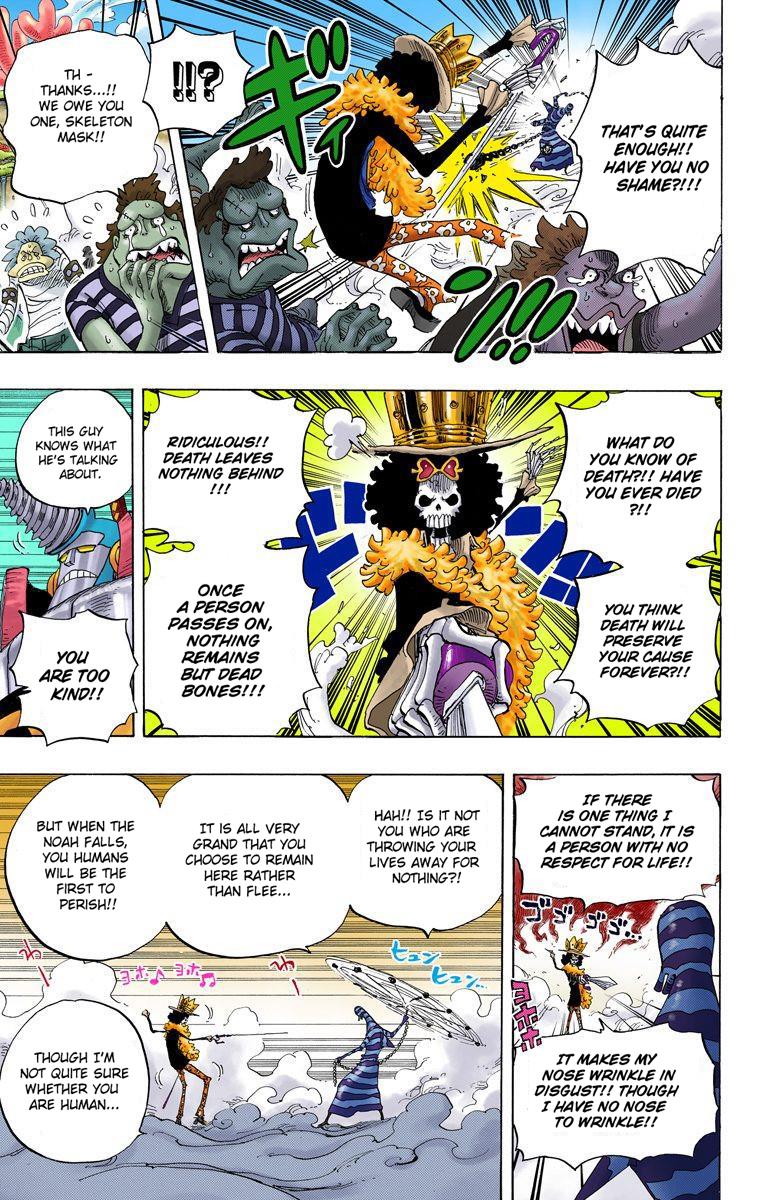 THAT'S QUITE
ENOUGH!!
HAVE YOU NO
SHAME?!!!
ギィ
ン!!!
!!?
TH -
THANKS...!!
WE OWE YOU
ONE, SKELETON
MASK!!
WHAT DO
YOU KNOW OF
DEATH?!! HAVE
YOU EVER DIED
?!!
YOU THINK
DEATH WILL
PRESERVE
YOUR CAUSE
FOREVER?!!
ドン!!
RIDICULOUS!!
DEATH LEAVES
NOTHING BEHIND
!!!
ONCE
A PERSON
PASSES ON,
NOTHING
REMAINS
BUT DEAD
BONES!!!
THIS GUY
KNOWS WHAT
HE'S TALKING
ABOUT.
YOU
ARE TOO
KIND!!
IF THERE
IS ONE THING I
CANNOT STAND, IT IS
A PERSON WITH NO
RESPECT FOR LIFE!!
ゴゴゴゴ...
IT MAKES MY
NOSE WRINKLE IN
DISGUST!! THOUGH
I HAVE NO NOSE
TO WRINKLE!!
HAH!! IS IT NOT
YOU WHO ARE
THROWING YOUR
LIVES AWAY FOR
NOTHING?!
IT IS ALL VERY
GRAND THAT YOU
CHOOSE TO REMAIN
HERE RATHER
THAN FLEE...
BUT WHEN THE
NOAH FALLS,
YOU HUMANS
WILL BE THE
FIRST TO
PERISH!!
ヒュン
ヒュン...
ヨホ♪ ヨホ♫
THOUGH I'M
NOT QUITE SURE
WHETHER YOU
ARE HUMAN...